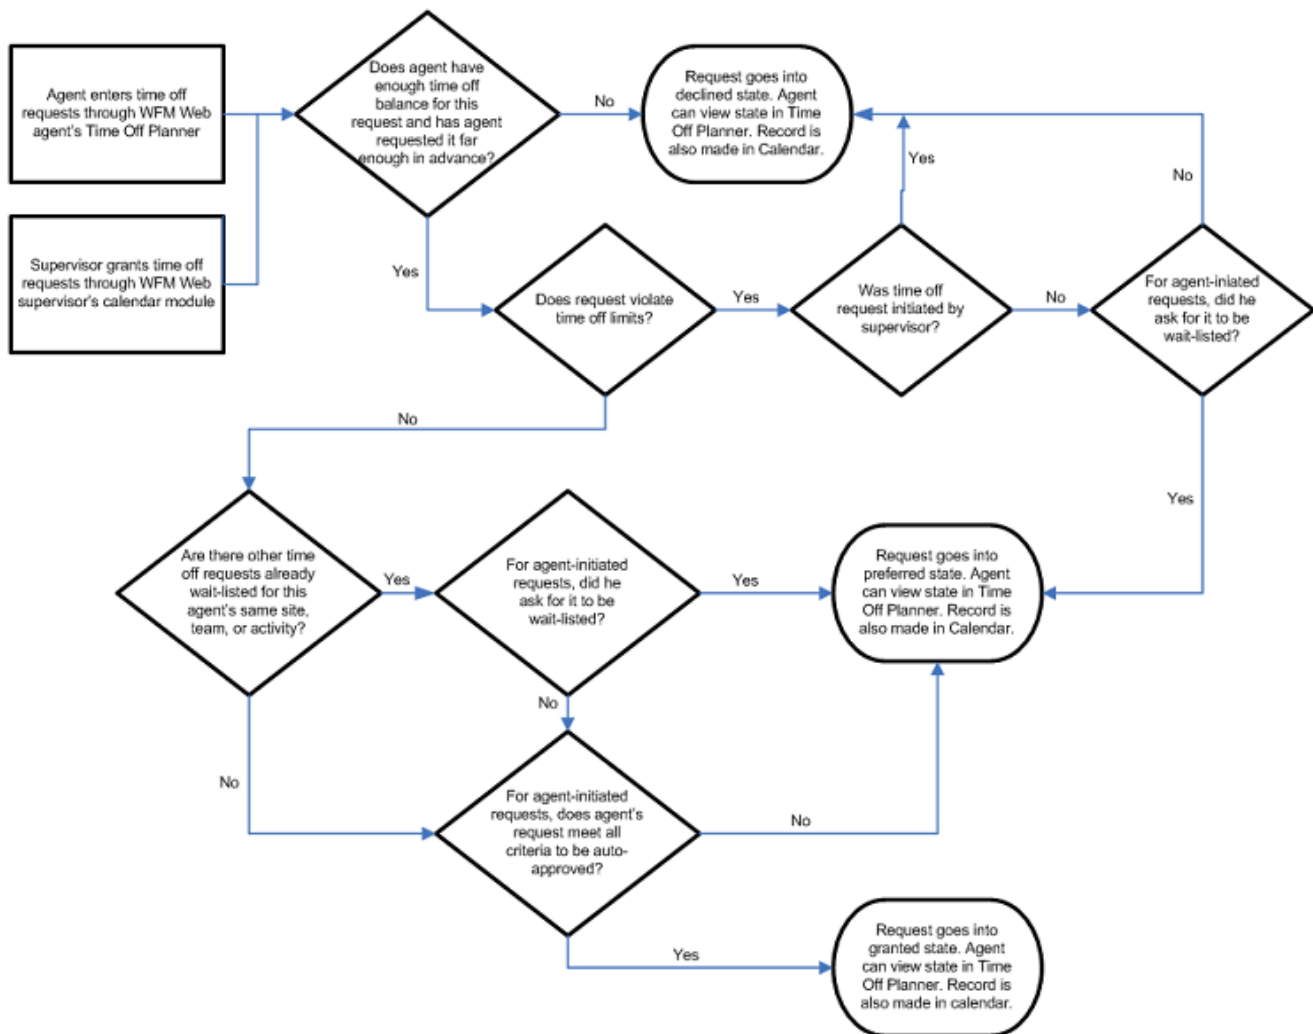 Agent enters time off
requests through WFM Web
agent's Time Off Planner
Does agent have
enough time off
balance for this
request and has agent
requested it far
enough in advance?
No
Request goes into
declined state. Agent
can view state in Time
Off Planner. Record is
also made in Calendar.
Yes
No
Supervisor grants time off
requests through WFM Web
supervisor's calendar module
Yes
Does request violate
time off limits?
Yes
Was time off
request initiated by
supervisor?
No
For agent-iniated
requests, did he
ask for it to be
wait-listed?
No
Yes
Are there other time
off requests already
wait-listed for this
agent's same site,
team, or activity?
Yes
For agent-initiated
requests, did he
ask for it to be
wait-listed?
Yes
Request goes into
preferred state. Agent
can view state in Time
Off Planner. Record is
also made in Calendar.
No
No
For agent-initiated
requests, does agent's
request meet all
criteria to be auto-
approved?
No
Yes
Request goes into
granted state. Agent
can view state in Time
Off Planner. Record is
also made in calendar.